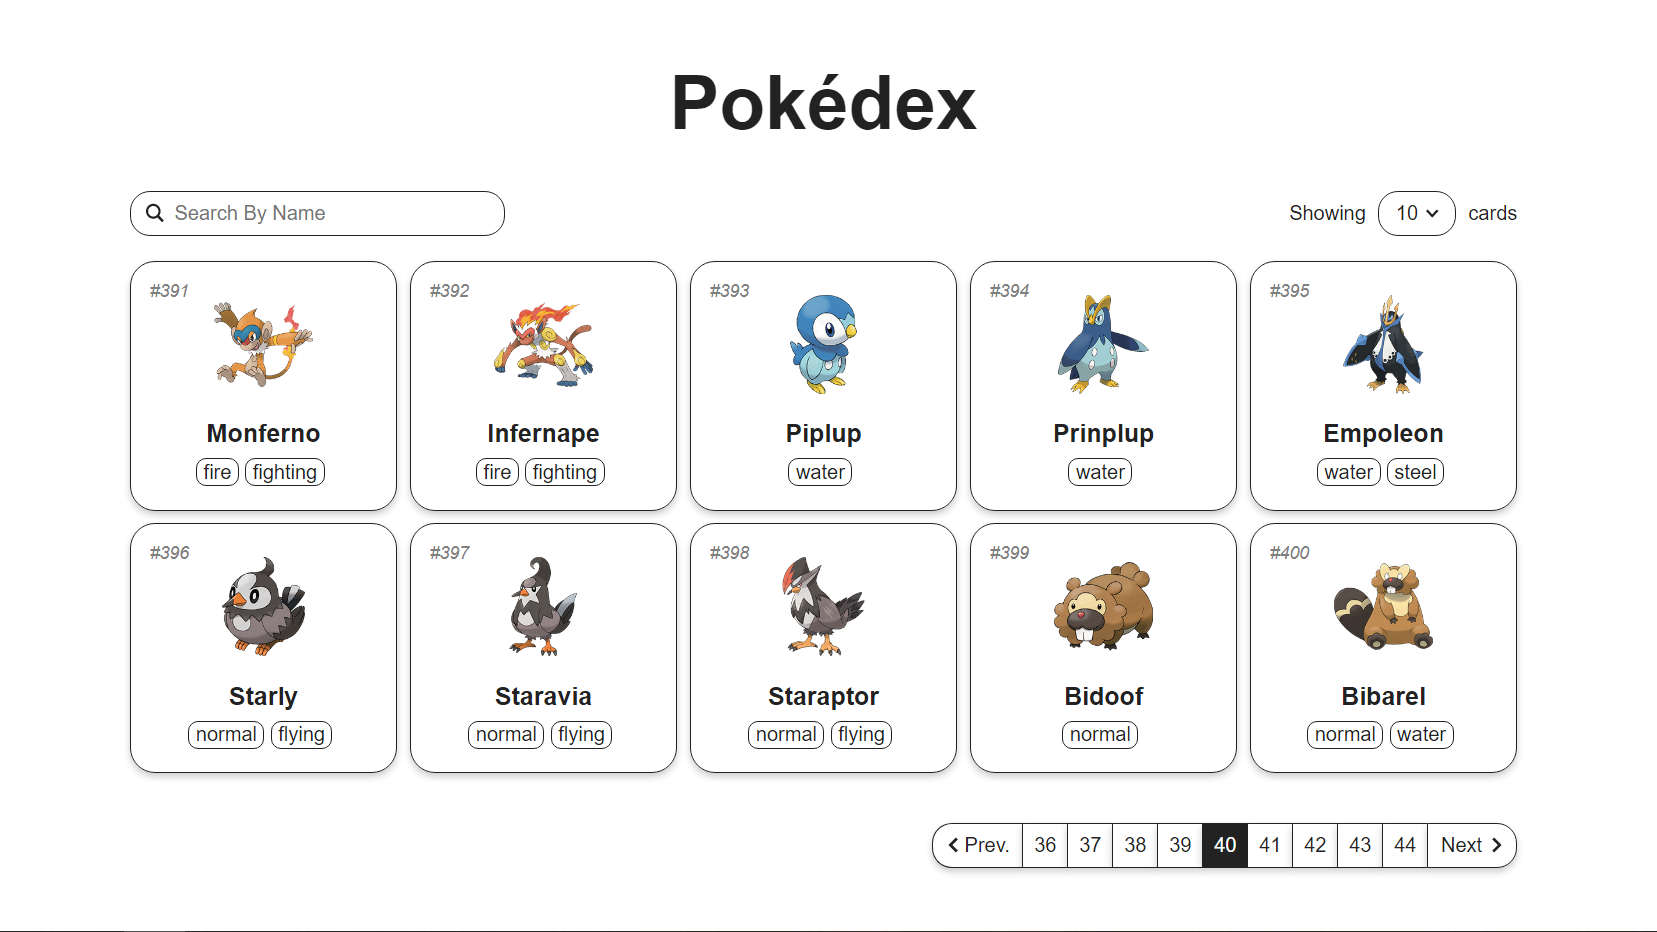 Pokédex
Search By Name
Showing 10 cards
#391 #392 #393 #394 #395
Monferno Infernape Piplup Prinplup Empoleon
fire fighting fire fighting water water water steel
#396 #397 #398 #399 #400
Starly Staravia Staraptor Bidoof Bibarel
normal flying normal flying normal flying normal normal water
Prev. 36 37 38 39 40 41 42 43 44 Next